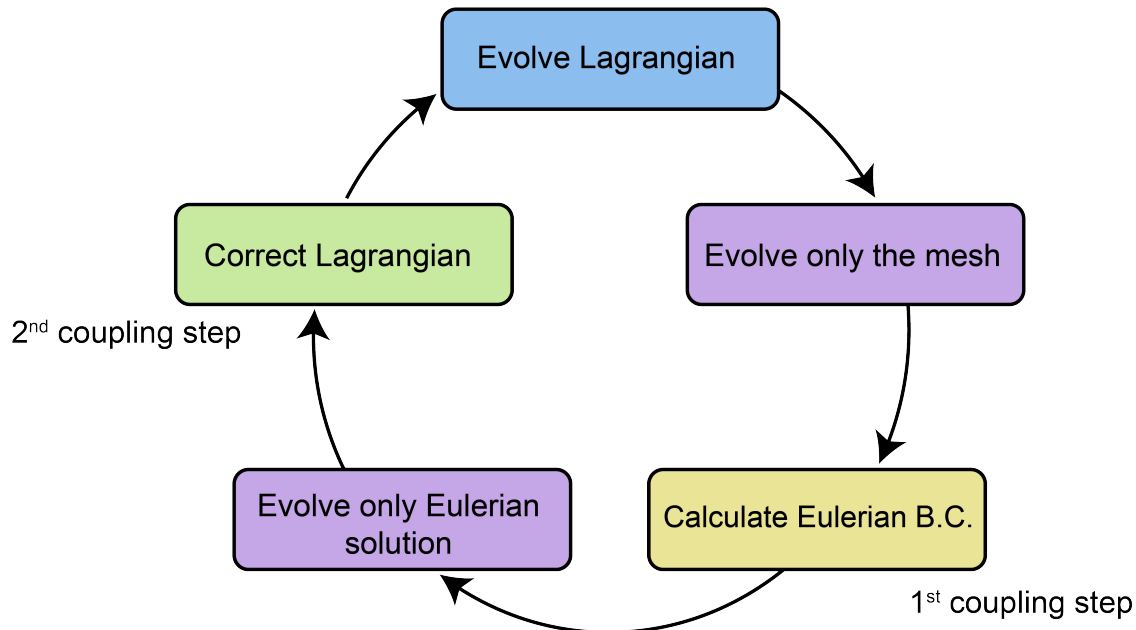 Evolve Lagrangian
Correct Lagrangian
Evolve only the mesh
2nd coupling step
Evolve only Eulerian
solution
Calculate Eulerian B.C.
1st coupling step